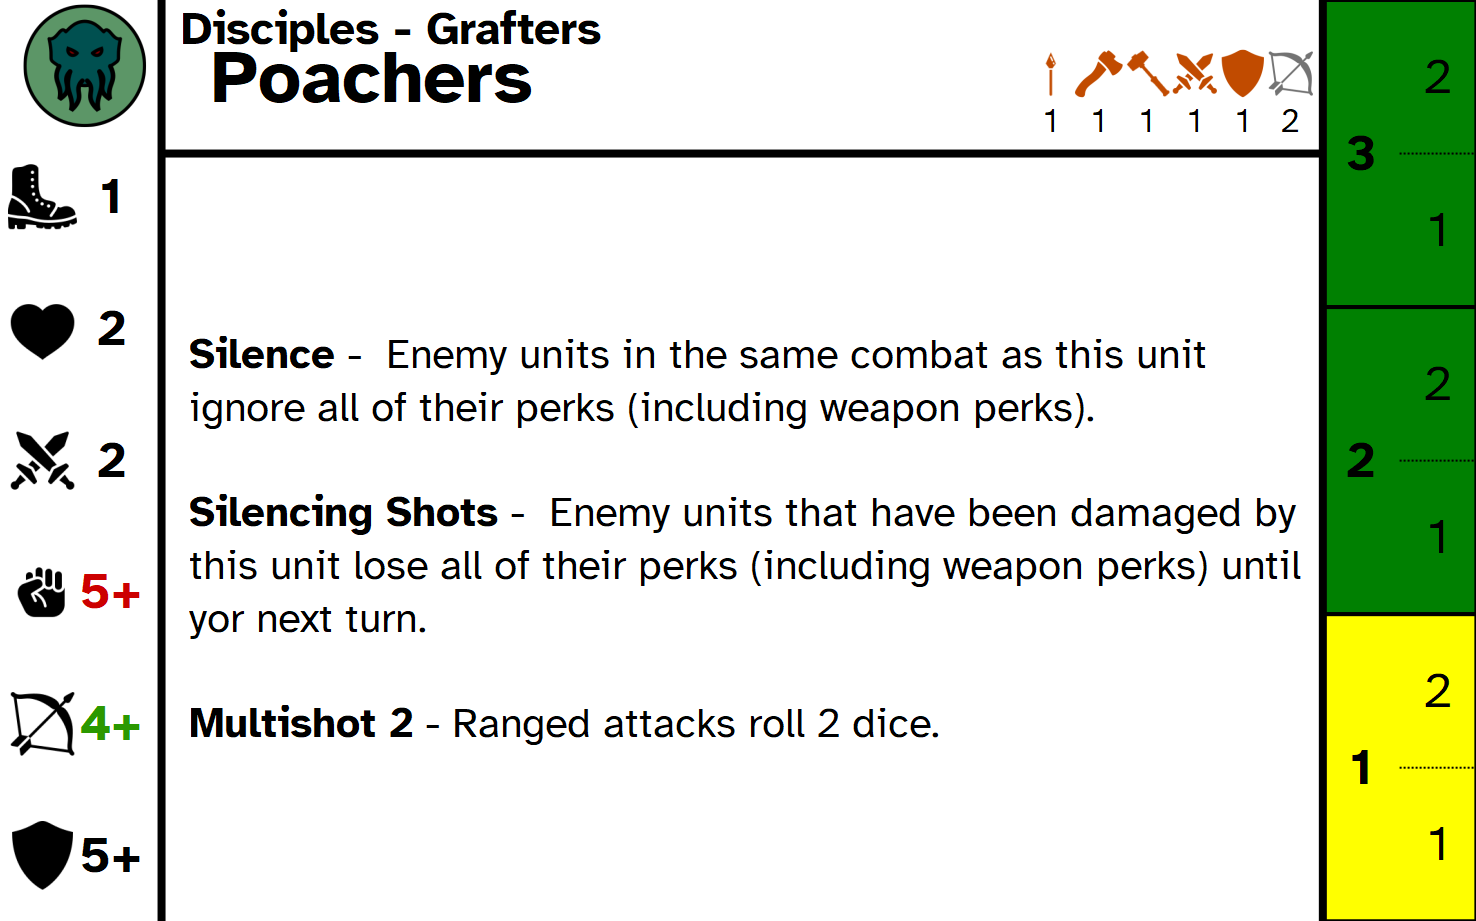 Disciples - Grafters
Poachers
1 1 1 1 1 2
1
2
2
5+
4+
5+
Silence -  Enemy units in the same combat as this unit
ignore all of their perks (including weapon perks).
Silencing Shots -  Enemy units that have been damaged by
this unit lose all of their perks (including weapon perks) until
yor next turn.
Multishot 2 - Ranged attacks roll 2 dice.
2
3
1
2
2
1
2
1
1